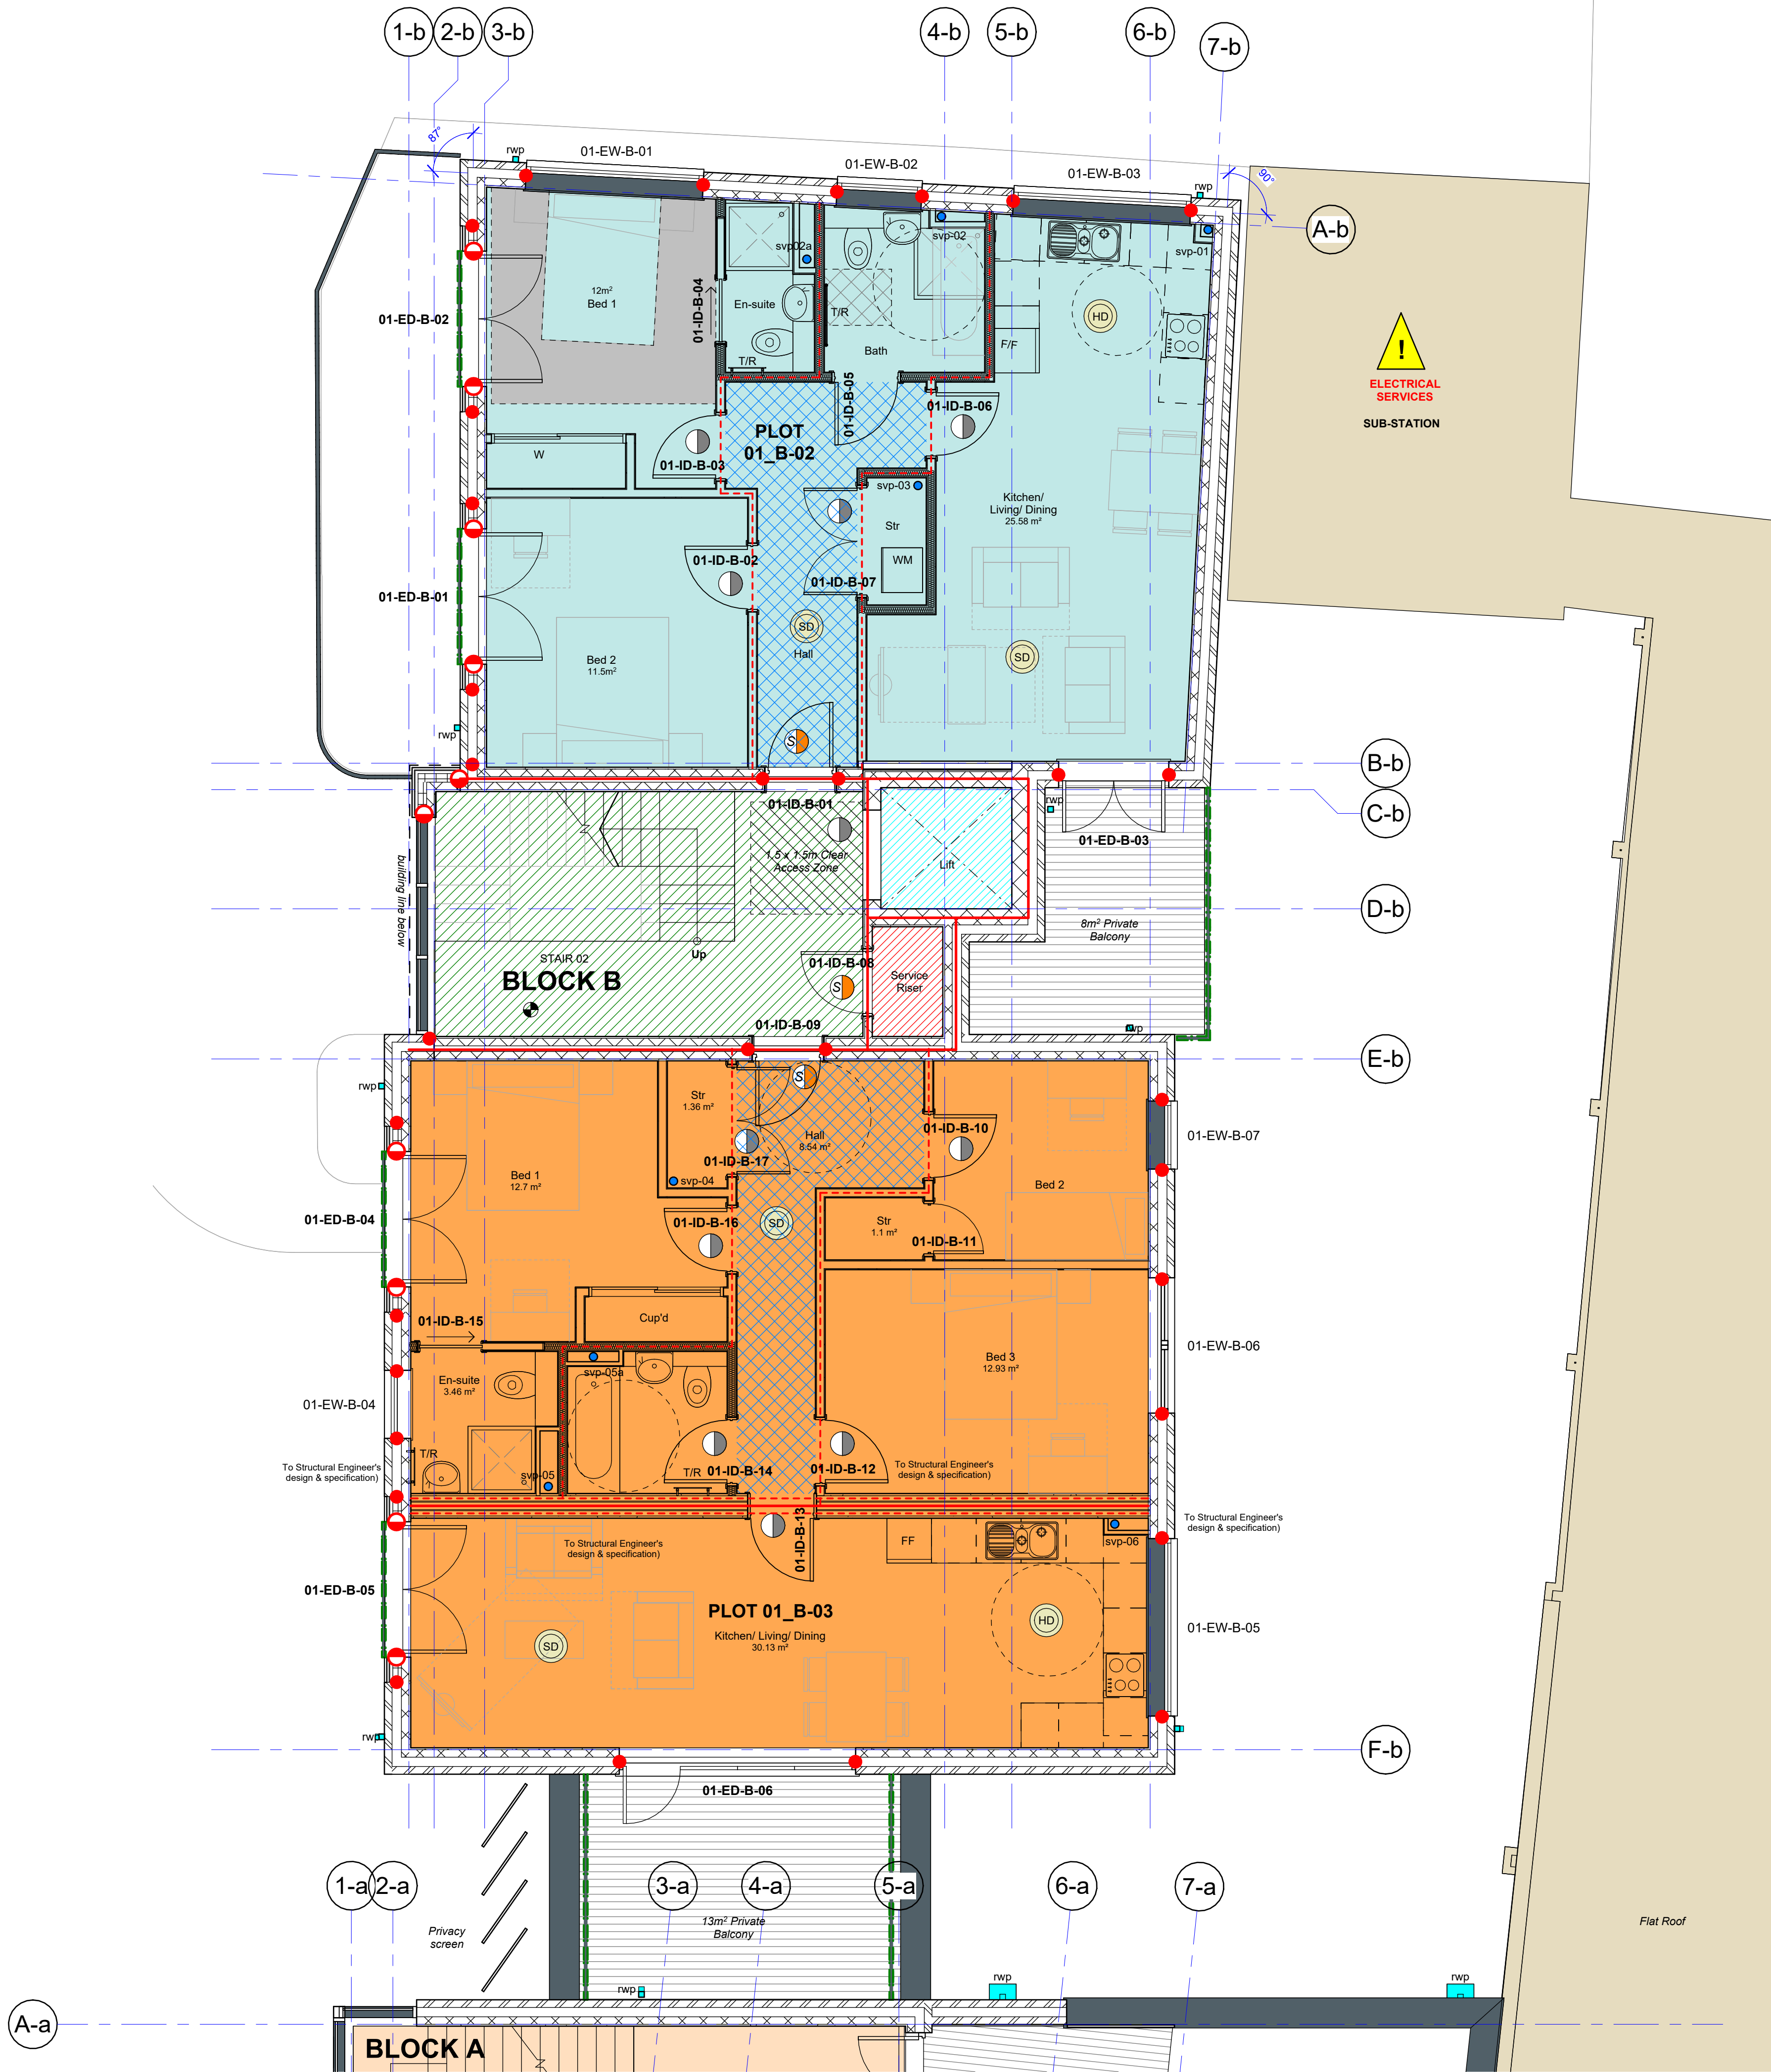 1-b
2-b
3-b
4-b
5-b
6-b
7-b
87°
rwp
01-EW-B-01
01-EW-B-02
01-EW-B-03
rwp
90°
A-b
svp02a
svp-02
svp-01
12m²
Bed 1
01-ID-B-04
En-suite
T/R
T/R
Bath
HD
F/F
01-ED-B-02
!
ELECTRICAL
SERVICES
SUB-STATION
01-ID-B-05
01-ID-B-06
PLOT
01_B-02
W
01-ID-B-03
svp-03
Kitchen/
Living/ Dining
25.58 m²
Str
WM
01-ID-B-02
01-ID-B-07
01-ED-B-01
SD
Hall
SD
Bed 2
11.5m²
rwp
S
B-b
01-ID-B-01
rwp
C-b
01-ED-B-03
1.5 x 1.5m Clear
Access Zone
Lift
building line below
D-b
8m² Private
Balcony
Up
STAIR 02
BLOCK B
01-ID-B-08
S
Service
Riser
01-ID-B-09
rwp
E-b
rwp
S
Str
1.36 m²
Hall
8.54 m²
01-ID-B-10
01-EW-B-07
01-ID-B-17
Bed 1
12.7 m²
svp-04
Bed 2
01-ED-B-04
01-ID-B-16
SD
Str
1.1 m²
01-ID-B-11
01-ID-B-15
Cup'd
01-EW-B-06
Bed 3
12.93 m²
svp-05a
En-suite
3.46 m²
01-EW-B-04
T/R
To Structural Engineer's
design & specification)
svp-05
T/R
01-ID-B-14
01-ID-B-12
To Structural Engineer's
design & specification)
To Structural Engineer's
design & specification)
01-ID-B-13
To Structural Engineer's
design & specification)
FF
svp-06
01-ED-B-05
PLOT 01_B-03
Kitchen/ Living/ Dining
30.13 m²
HD
SD
01-EW-B-05
rwp
F-b
01-ED-B-06
1-a
2-a
3-a
4-a
5-a
6-a
7-a
Privacy
screen
13m² Private
Balcony
Flat Roof
rwp
rwp
rwp
A-a
BLOCK A